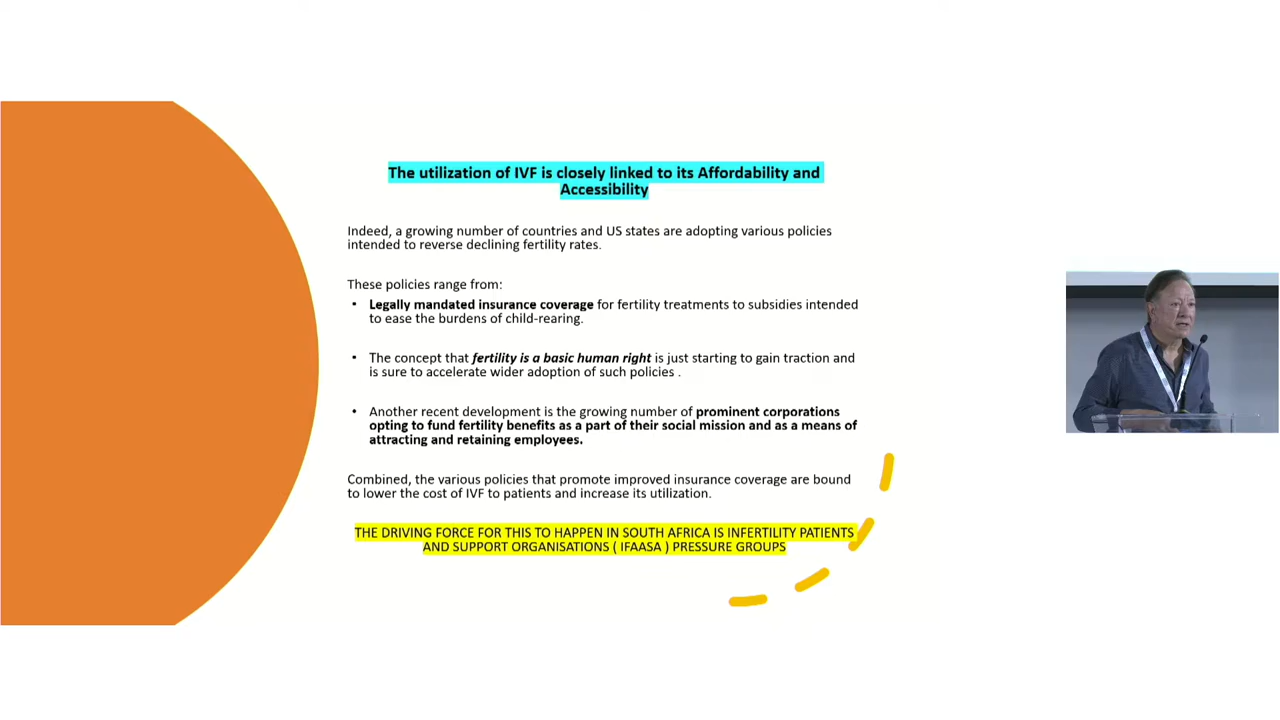 The utilization of IVF is closely linked to its Affordability and
Accessibility
Indeed, a growing number of countries and US states are adopting various policies
intended to reverse declining fertility rates.
These policies range from:
• Legally mandated insurance coverage for fertility treatments to subsidies intended
to ease the burdens of child-rearing.
• The concept that fertility is a basic human right is just starting to gain traction and
is sure to accelerate wider adoption of such policies .
• Another recent development is the growing number of prominent corporations
opting to fund fertility benefits as a part of their social mission and as a means of
attracting and retaining employees.
Combined, the various policies that promote improved insurance coverage are bound
to lower the cost of IVF to patients and increase its utilization.
THE DRIVING FORCE FOR THIS TO HAPPEN IN SOUTH AFRICA IS INFERTILITY PATIENTS
AND SUPPORT ORGANISATIONS ( IFAASA ) PRESSURE GROUPS